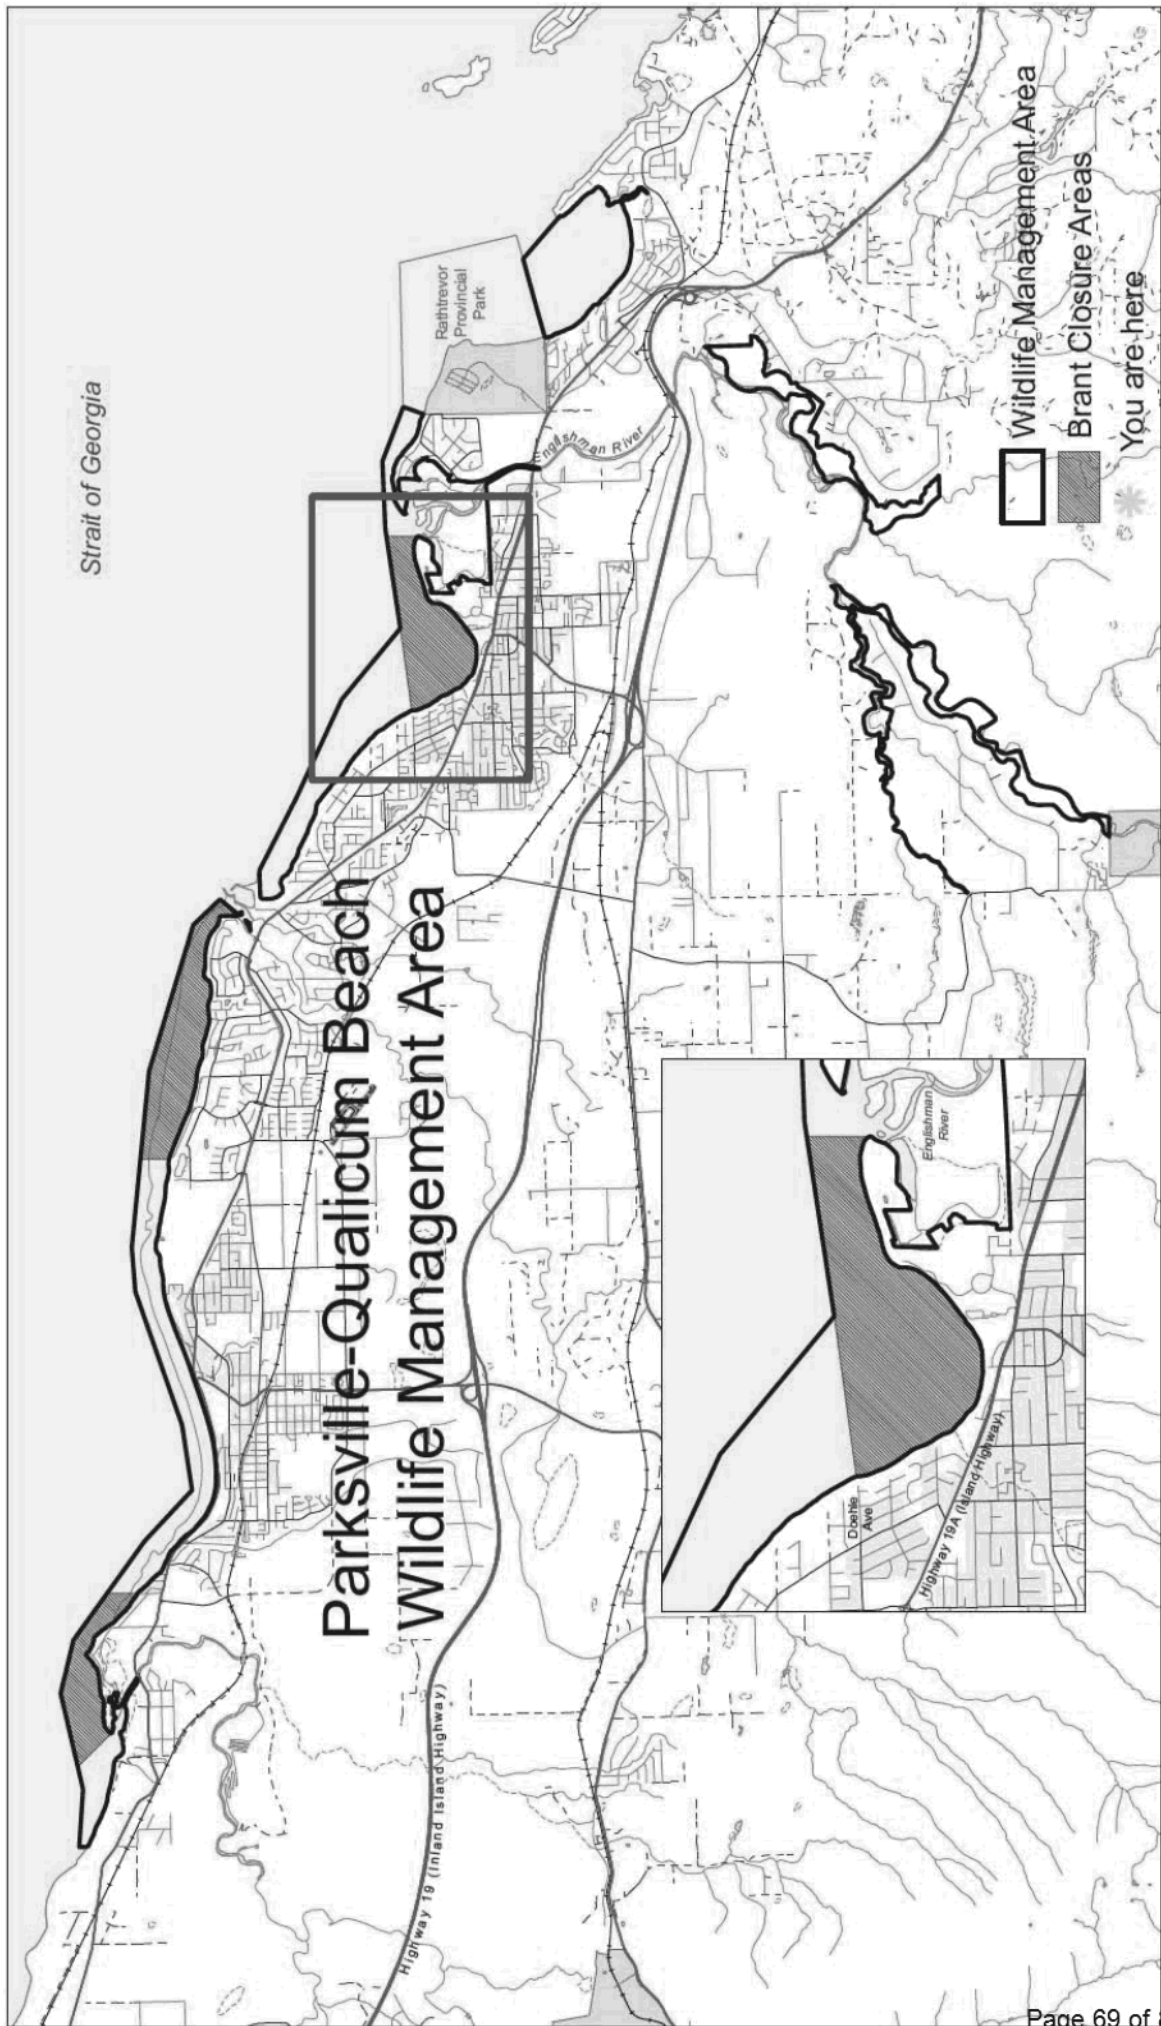 Strait of Georgia
Rathtrevor
Provincial
Park
Englishman River
Parksville-Qualicum Beach
Wildlife Management Area
Highway 19 (Inland Island Highway)
Englishman
River
Doehle
Ave
Highway 19A (Island Highway)
Wildlife Management Area
Brant Closure Areas
You are here
Page 69 of